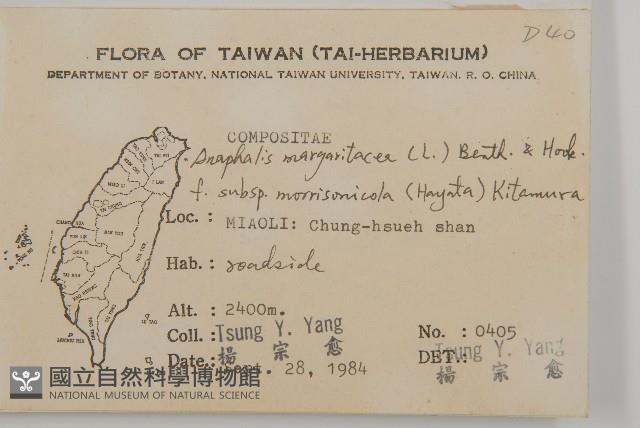 D40
FLORA OF TAIWAN (TAI-HERBARIUM)
DEPARTMENT OF BOTANY, NATIONAL TAIWAN UNIVERSITY, TAIWAN, R. O. CHINA
COMPOSITAE
Anaphalis margaritacea (L.) Benth. & Hook.
f. subsp. morrisonicola (Hayata) Kitamura
Loc.: MIAOLI: Chung-hsueh shan
Hab.: roadside
Alt.: 2400m.
Coll.: Tsung Y. Yang No.: 0405
楊宗愈 DET.: Tsung Y. Yang
Date.: 28, 1984 楊宗愈
國立自然科學博物館
NATIONAL MUSEUM OF NATURAL SCIENCE